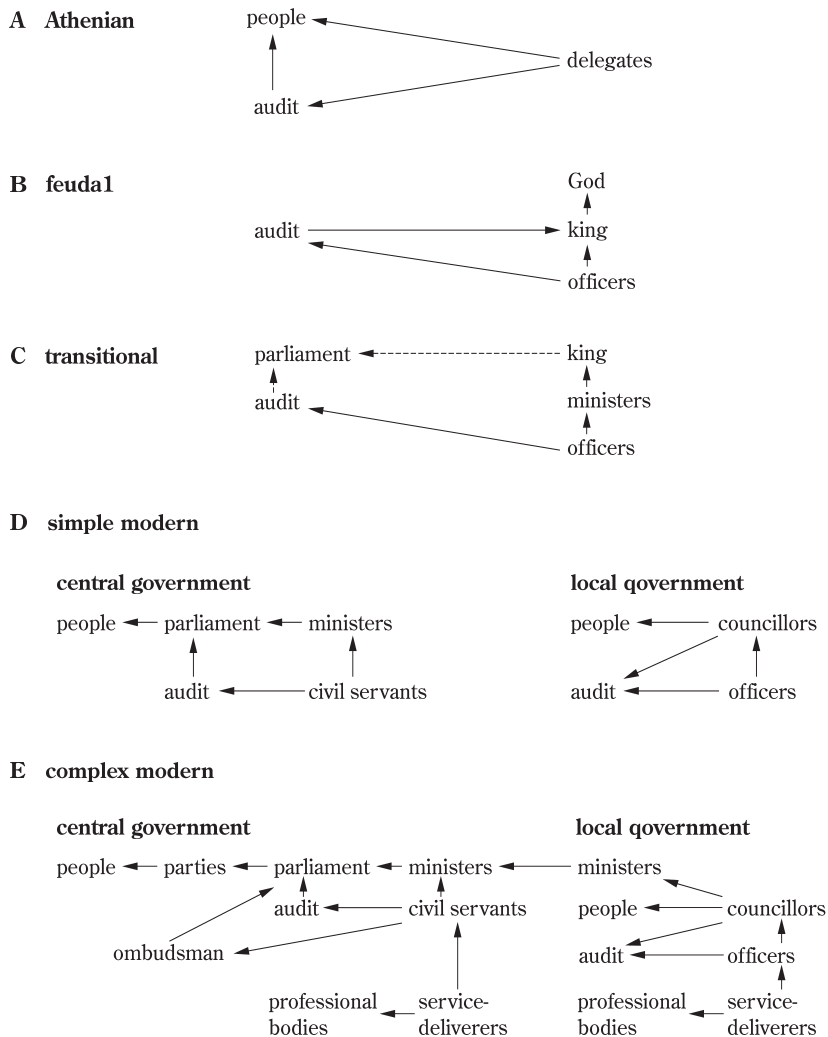 A Athenian
people
delegates
audit
B feuda1
God
audit king
officers
C transitional
parliament king
audit ministers
officers
D simple modern
central government local qovernment
people parliament ministers people councillors
audit civil servants audit officers
E complex modern
central government local qovernment
people parties parliament ministers ministers
audit civil servants people councillors
ombudsman audit officers
professional service- professional service-
bodies deliverers bodies deliverers